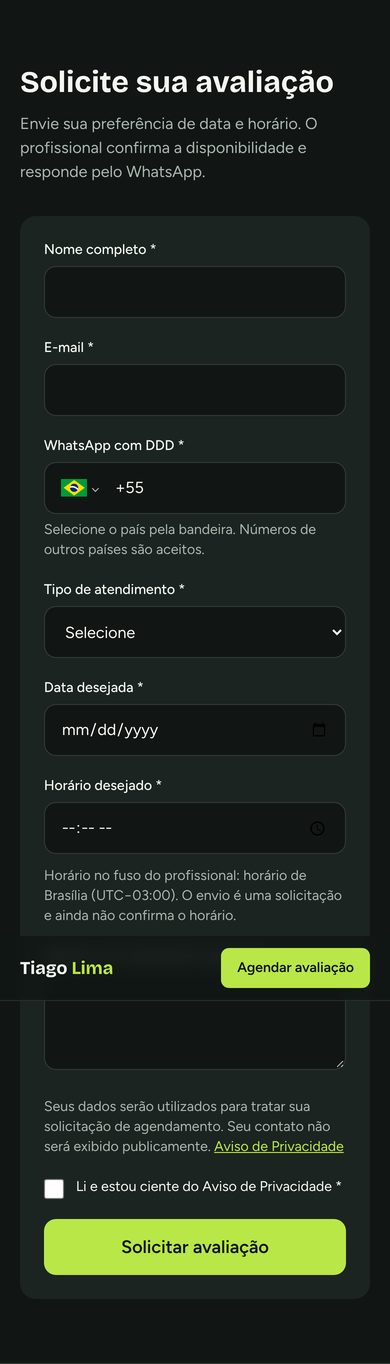 Solicite sua avaliação
Envie sua preferência de data e horário. O
profissional confirma a disponibilidade e
responde pelo WhatsApp.
Nome completo *
E-mail *
WhatsApp com DDD *
+55
Selecione o país pela bandeira. Números de
outros países são aceitos.
Tipo de atendimento *
Selecione
Data desejada *
mm/dd/yyyy
Horário desejado *
--:-- --
Horário no fuso do profissional: horário de
Brasília (UTC−03:00). O envio é uma solicitação
e ainda não confirma o horário.
Tiago Lima
Agendar avaliação
Seus dados serão utilizados para tratar sua
solicitação de agendamento. Seu contato não
será exibido publicamente. Aviso de Privacidade
Li e estou ciente do Aviso de Privacidade *
Solicitar avaliação